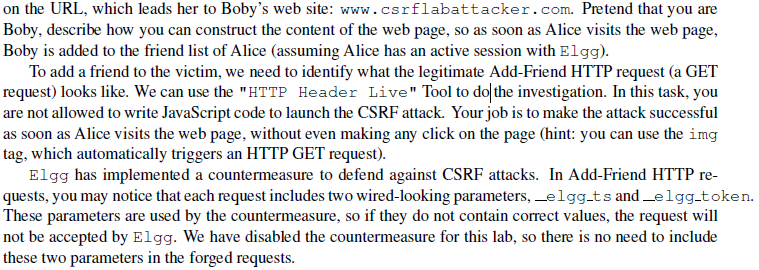 on the URL, which leads her to Boby's web site: www.csrflabattacker.com. Pretend that you are
Boby, describe how you can construct the content of the web page, so as soon as Alice visits the web page,
Boby is added to the friend list of Alice (assuming Alice has an active session with Elgg).
To add a friend to the victim, we need to identify what the legitimate Add-Friend HTTP request (a GET
request) looks like. We can use the "HTTP Header Live" Tool to do the investigation. In this task, you
are not allowed to write JavaScript code to launch the CSRF attack. Your job is to make the attack successful
as soon as Alice visits the web page, without even making any click on the page (hint: you can use the img
tag, which automatically triggers an HTTP GET request).
Elgg has implemented a countermeasure to defend against CSRF attacks. In Add-Friend HTTP re-
quests, you may notice that each request includes two wired-looking parameters, __elgg_ts and __elgg_token.
These parameters are used by the countermeasure, so if they do not contain correct values, the request will
not be accepted by Elgg. We have disabled the countermeasure for this lab, so there is no need to include
these two parameters in the forged requests.